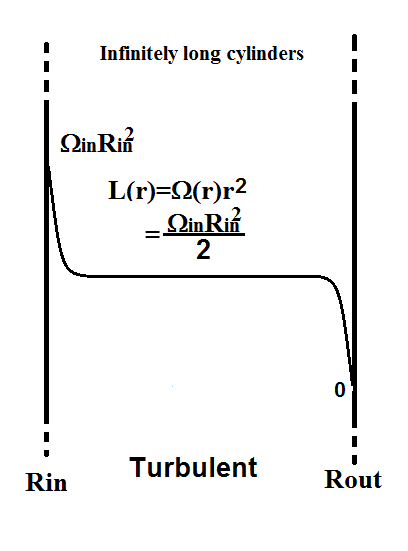 Infinitely long cylinders
ΩinRin²
L(r)=Ω(r)r²
= ΩinRin²
2
0
Turbulent
Rin
Rout